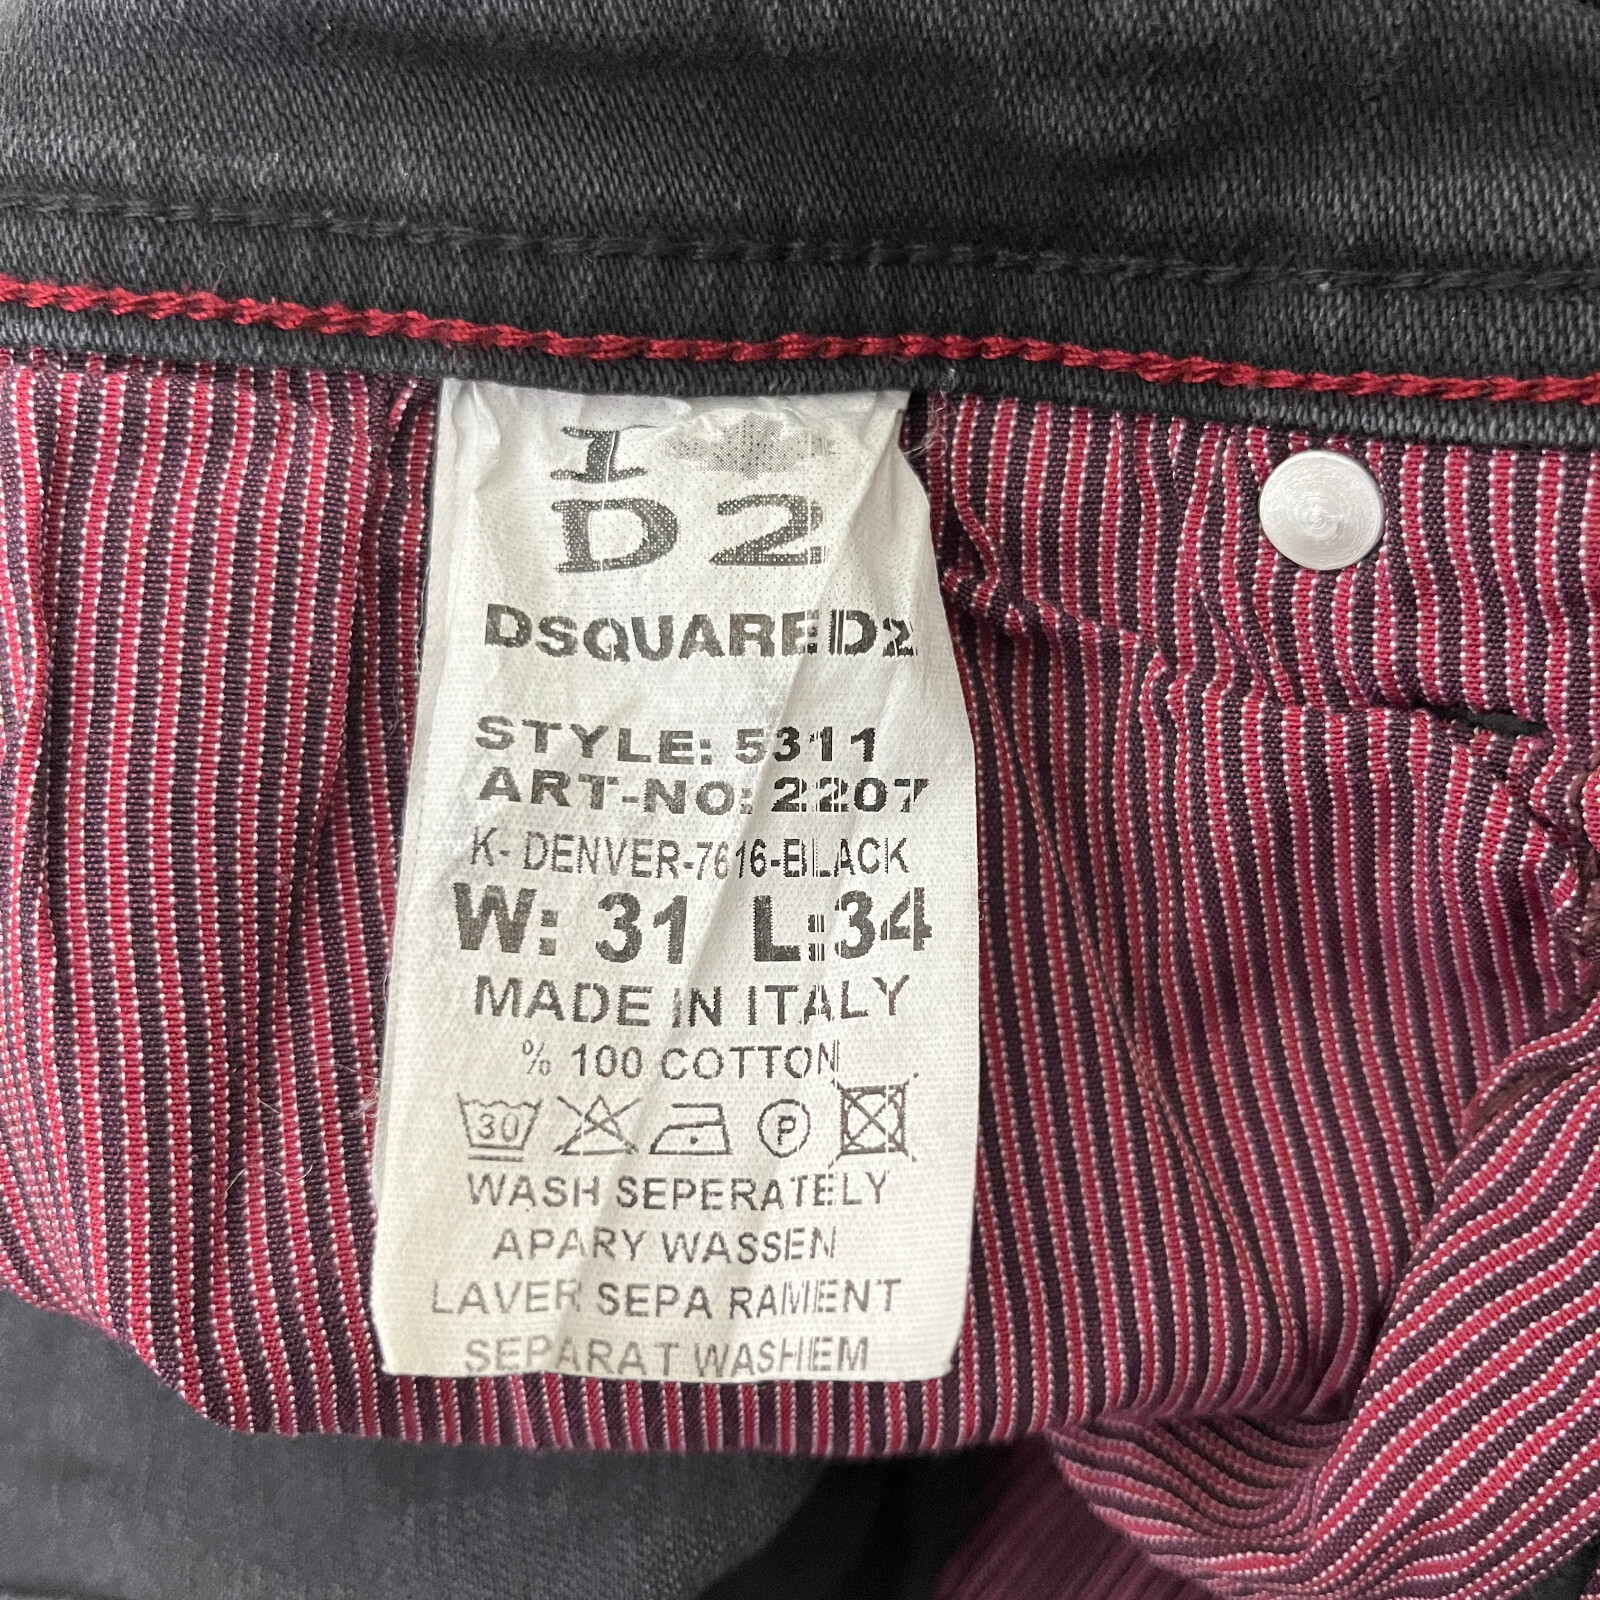 I
D2
DSQUARED2
STYLE: 5311
ART-NO: 2207
K- DENVER-7616-BLACK
W: 31 L:34
MADE IN ITALY
% 100 COTTON
30 P
WASH SEPERATELY
APARY WASSEN
LAVER SEPA RAMENT
SEPARAT WASHEM